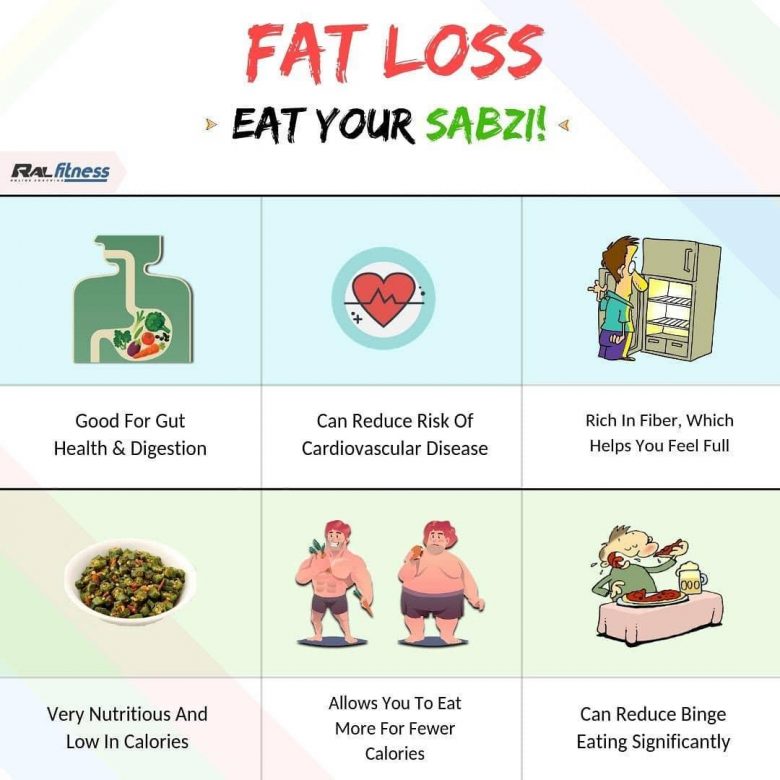 FAT LOSS
EAT YOUR SABZI!
RAL fitness
ONLINE COACHING
Good For Gut
Health & Digestion
Can Reduce Risk Of
Cardiovascular Disease
Rich In Fiber, Which
Helps You Feel Full
Very Nutritious And
Low In Calories
Allows You To Eat
More For Fewer
Calories
Can Reduce Binge
Eating Significantly